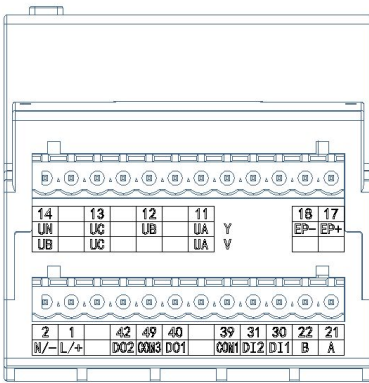 14 13 12 11 18 17
UN UC UB UA Y EP- EP+
UB UC UA V
2 1 42 49 40 39 31 30 22 21
N/- L/+ DO2 COM3 DO1 COM1 DI2 DI1 B A